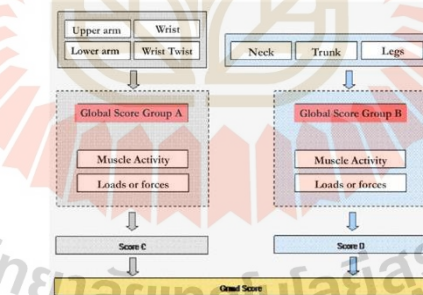 Upper arm Wrist
Lower arm Wrist Twist
Neck Trunk Legs
Global Score Group A
Global Score Group B
Muscle Activity
Muscle Activity
Loads or forces
Loads or forces
Score C
Score D
Grand Score